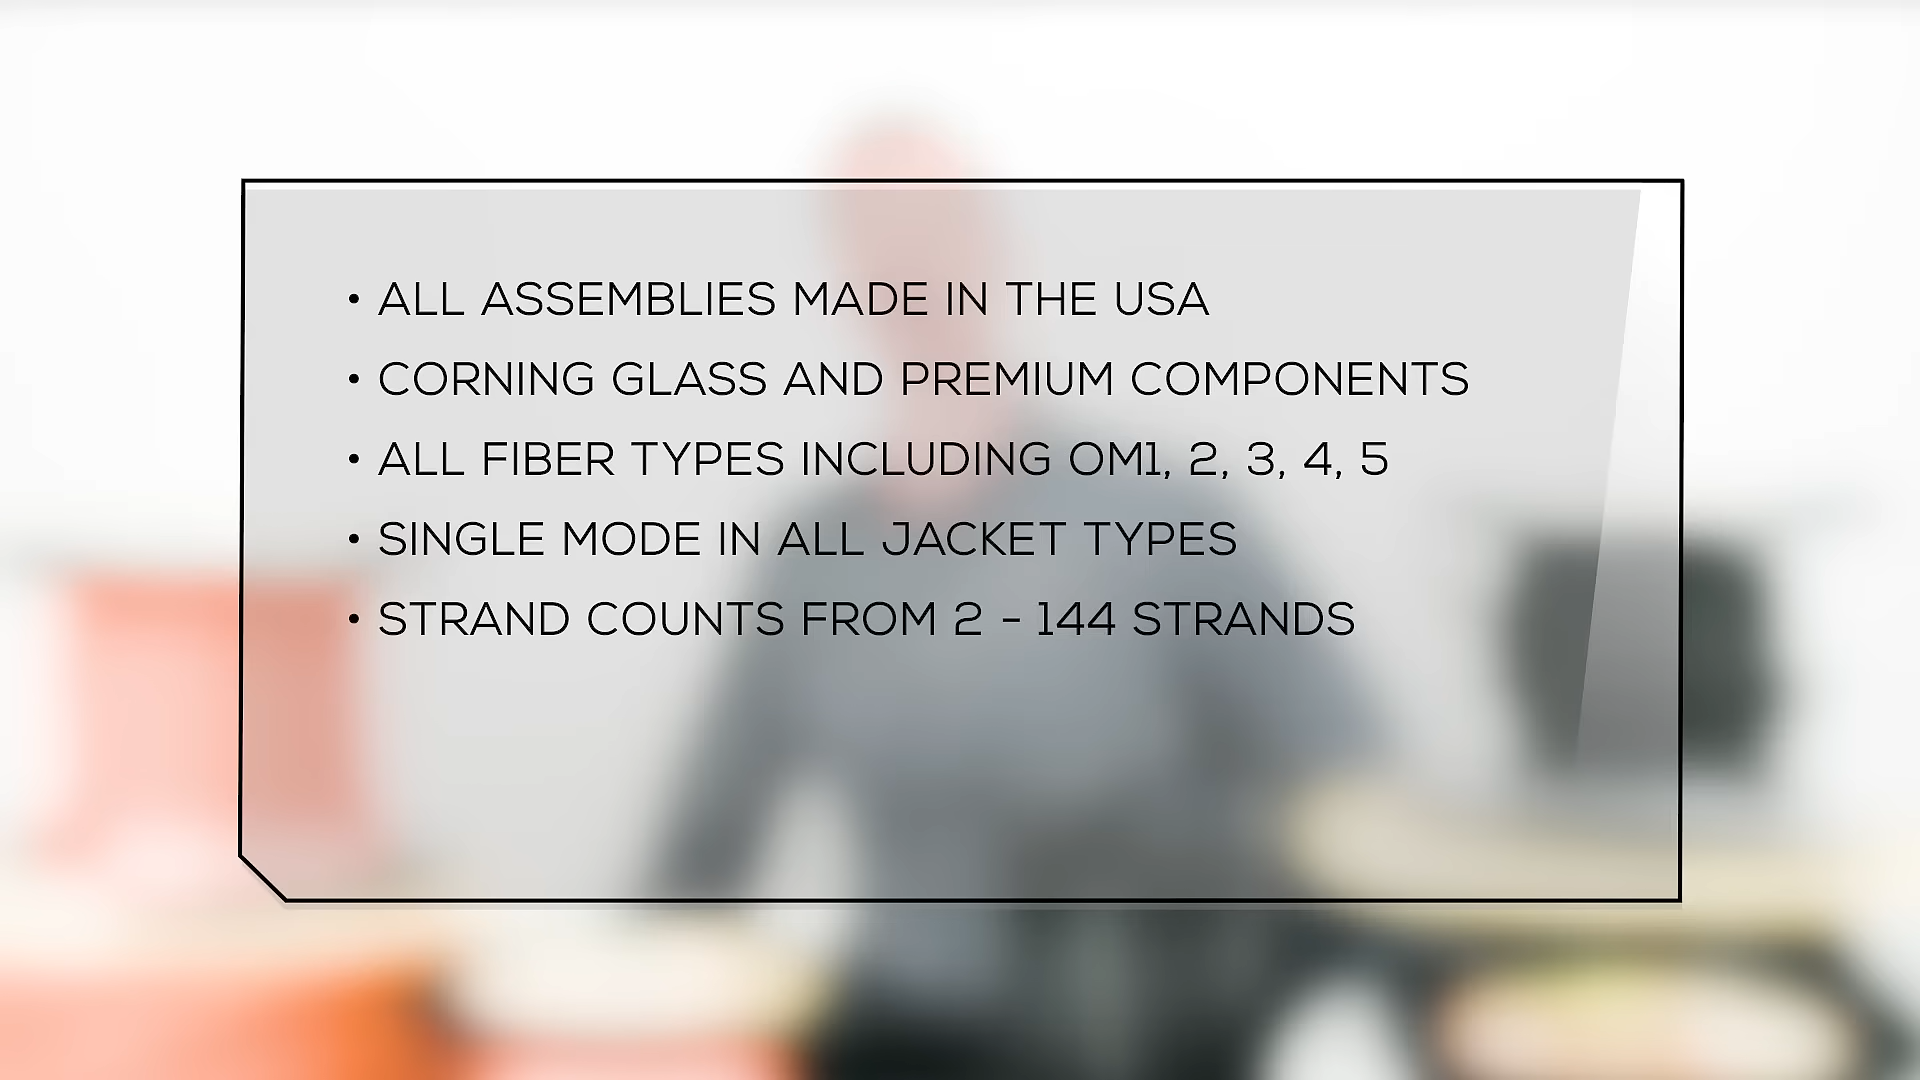 • ALL ASSEMBLIES MADE IN THE USA
• CORNING GLASS AND PREMIUM COMPONENTS
• ALL FIBER TYPES INCLUDING OM1, 2, 3, 4, 5
• SINGLE MODE IN ALL JACKET TYPES
• STRAND COUNTS FROM 2 - 144 STRANDS